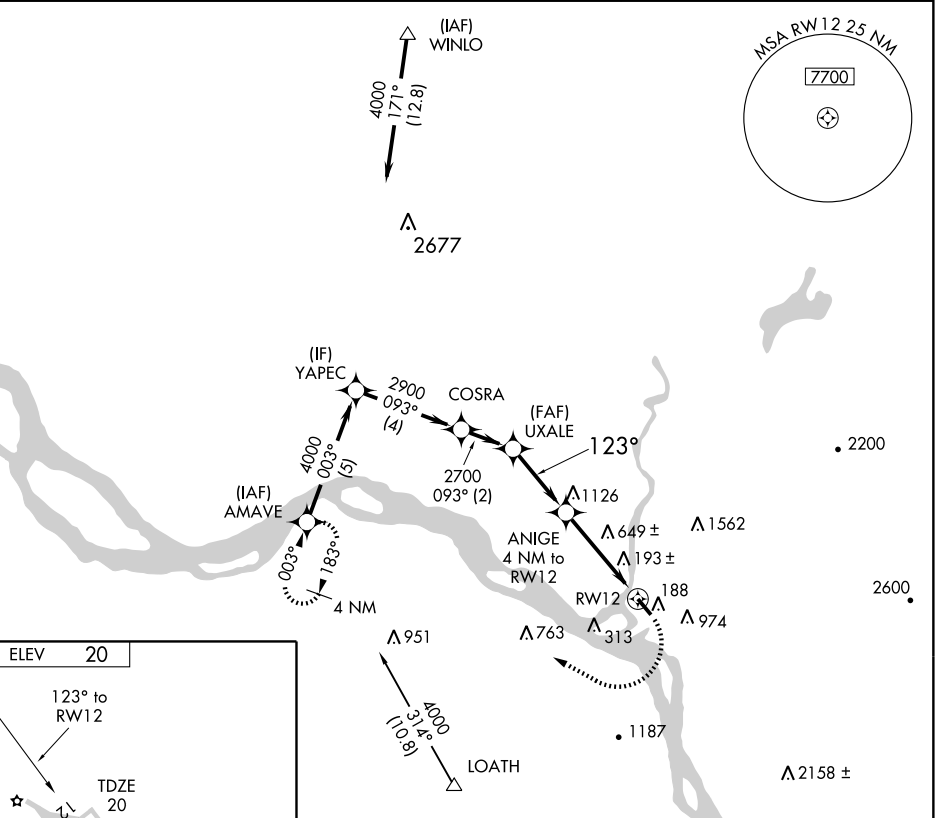 (IAF)
WINLO
MSA RW12 25 NM
7700
4000
171°
(12.8)
2677
(IF)
YAPEC
2900
093°
(4)
COSRA
(FAF)
UXALE
123°
2200
4000
003°
(5)
2700
093° (2)
(IAF)
AMAVE
1126
ANIGE
4 NM to
RW12
649 ±
1562
193 ±
003°
183°
4 NM
RW12
188
2600
974
951
763
313
ELEV 20
4000
314°
(10.8)
123° to
RW12
1187
LOATH
2158 ±
TDZE
20
12